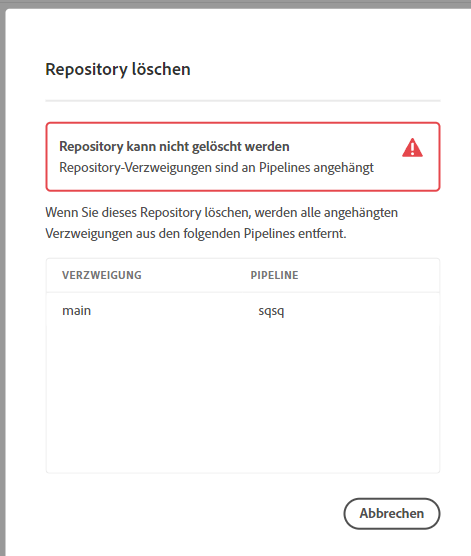 Repository löschen
Repository kann nicht gelöscht werden
Repository-Verzweigungen sind an Pipelines angehängt
Wenn Sie dieses Repository löschen, werden alle angehängten
Verzweigungen aus den folgenden Pipelines entfernt.
VERZWEIGUNG PIPELINE
main sqsq
Abbrechen